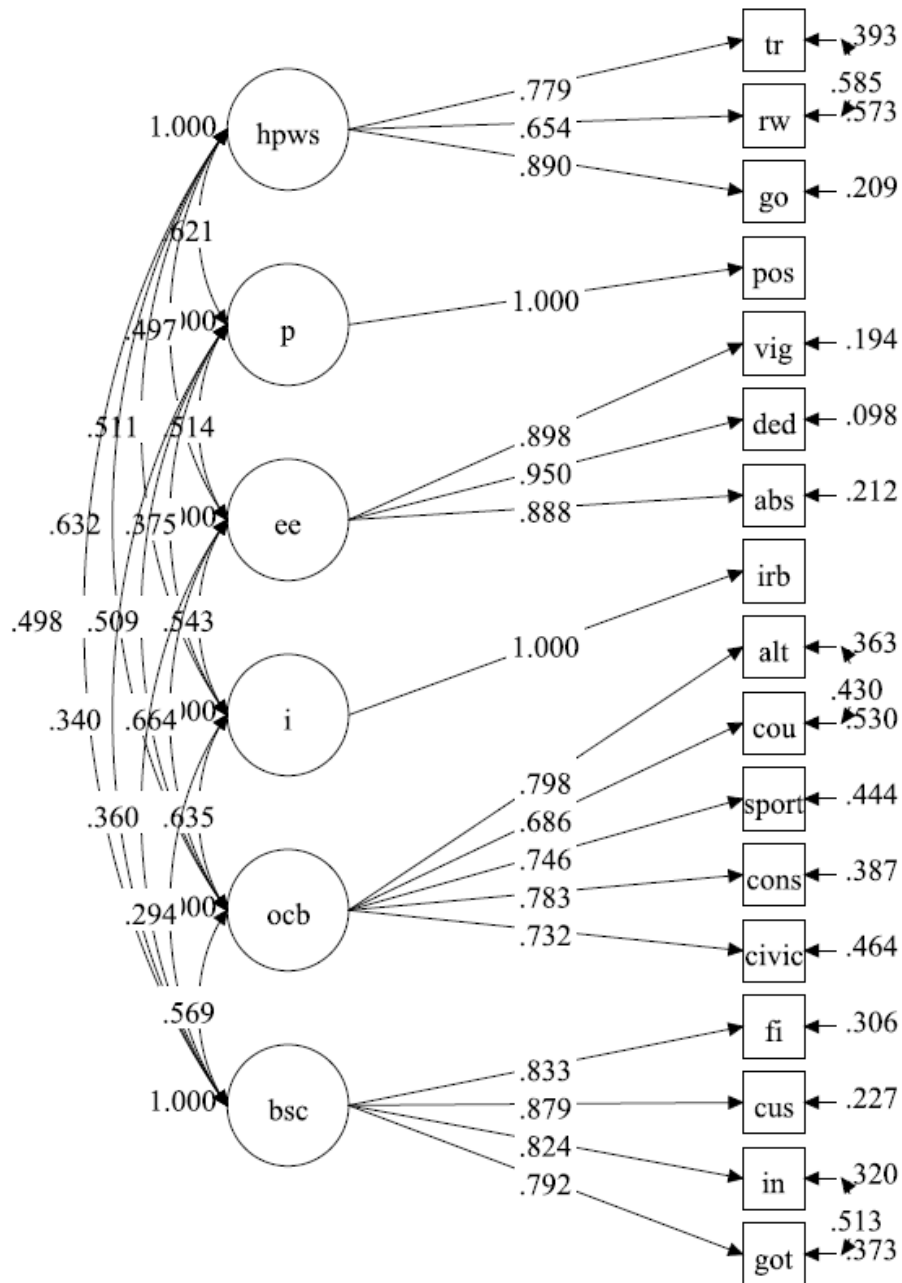 tr
.393
.779
.585
1.000
hpws
.654
rw
.573
.890
go
.209
.621
pos
1.000
.497
p
vig
.194
.511
.514
.898
ded
.098
.950
.632
.375
ee
.888
abs
.212
irb
.498
.509
.543
1.000
alt
.363
.430
.340
.664
i
cou
.530
.798
sport
.444
.360
.635
.686
.746
cons
.387
.783
.294
ocb
.732
civic
.464
.569
fi
.306
.833
1.000
bsc
.879
cus
.227
.824
in
.320
.792
.513
got
.373